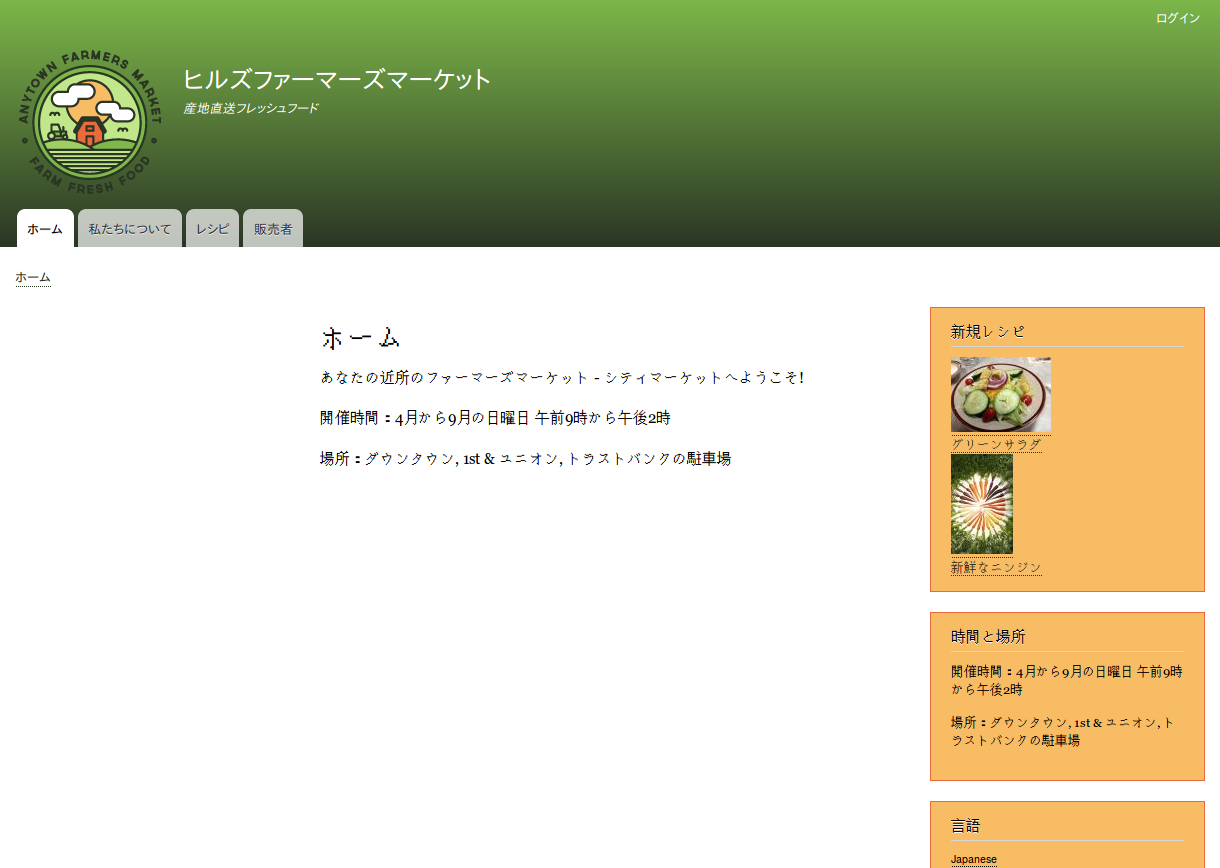 ログイン
ANYTOWN FARMERS MARKET
FARM FRESH FOOD
ヒルズファーマーズマーケット
産地直送フレッシュフード
ホーム
私たちについて
レシピ
販売者
ホーム
ホーム
あなたの近所のファーマーズマーケット - シティマーケットへようこそ!
開催時間：4月から9月の日曜日 午前9時から午後2時
場所：ダウンタウン, 1st & ユニオン, トラストバンクの駐車場
新規レシピ
グリーンサラダ
新鮮なニンジン
時間と場所
開催時間：4月から9月の日曜日 午前9時
から午後2時
場所：ダウンタウン, 1st & ユニオン, ト
ラストバンクの駐車場
言語
Japanese